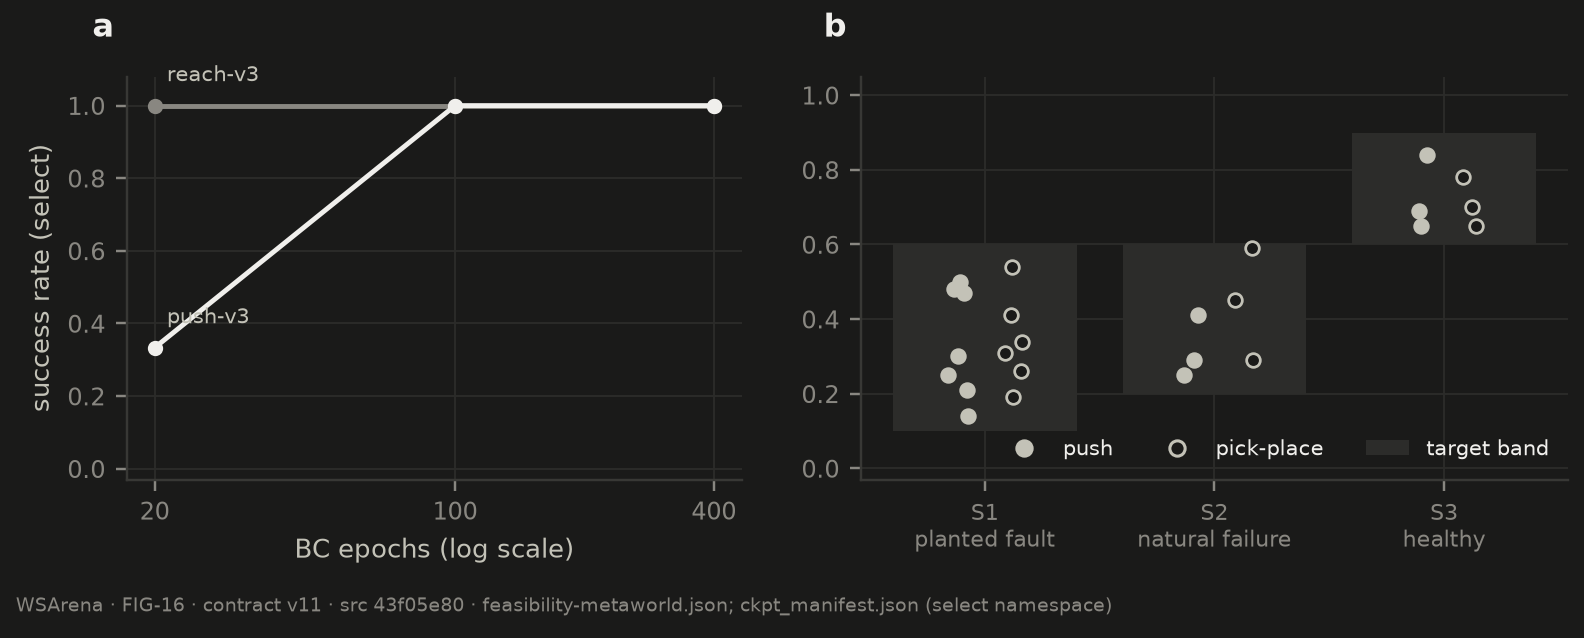 a
reach-v3
push-v3
1.0
0.8
0.6
0.4
0.2
0.0
success rate (select)
20
100
400
BC epochs (log scale)
b
1.0
0.8
0.6
0.4
0.2
0.0
push
pick-place
target band
S1
planted fault
S2
natural failure
S3
healthy
WSArena · FIG-16 · contract v11 · src 43f05e80 · feasibility-metaworld.json; ckpt_manifest.json (select namespace)